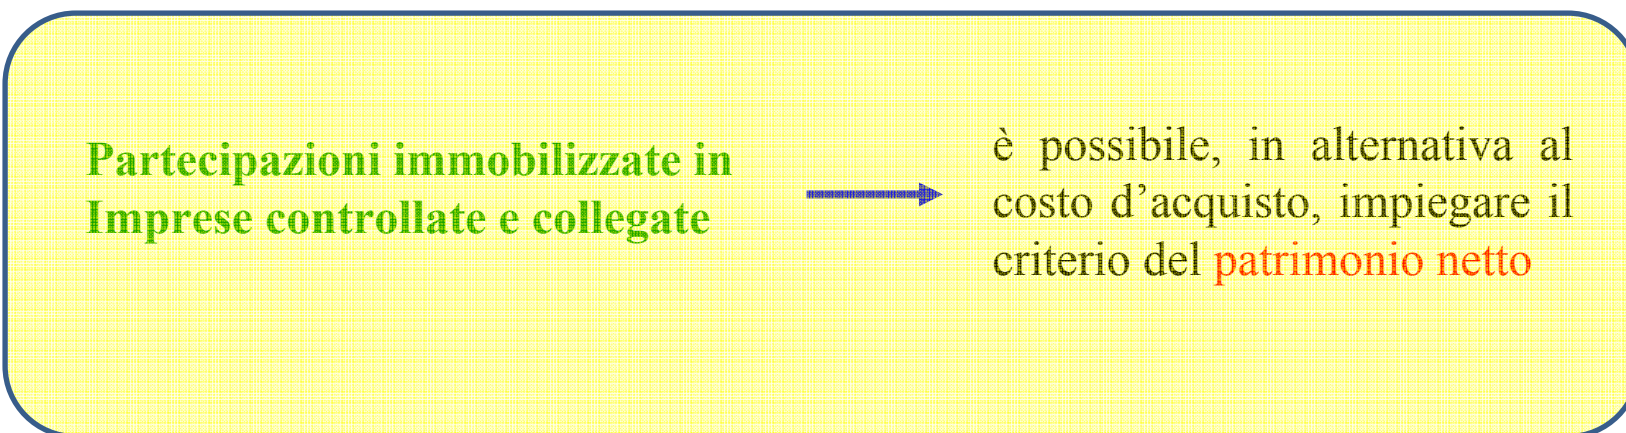 Partecipazioni immobilizzate in
Imprese controllate e collegate
è possibile, in alternativa al
costo d’acquisto, impiegare il
criterio del patrimonio netto